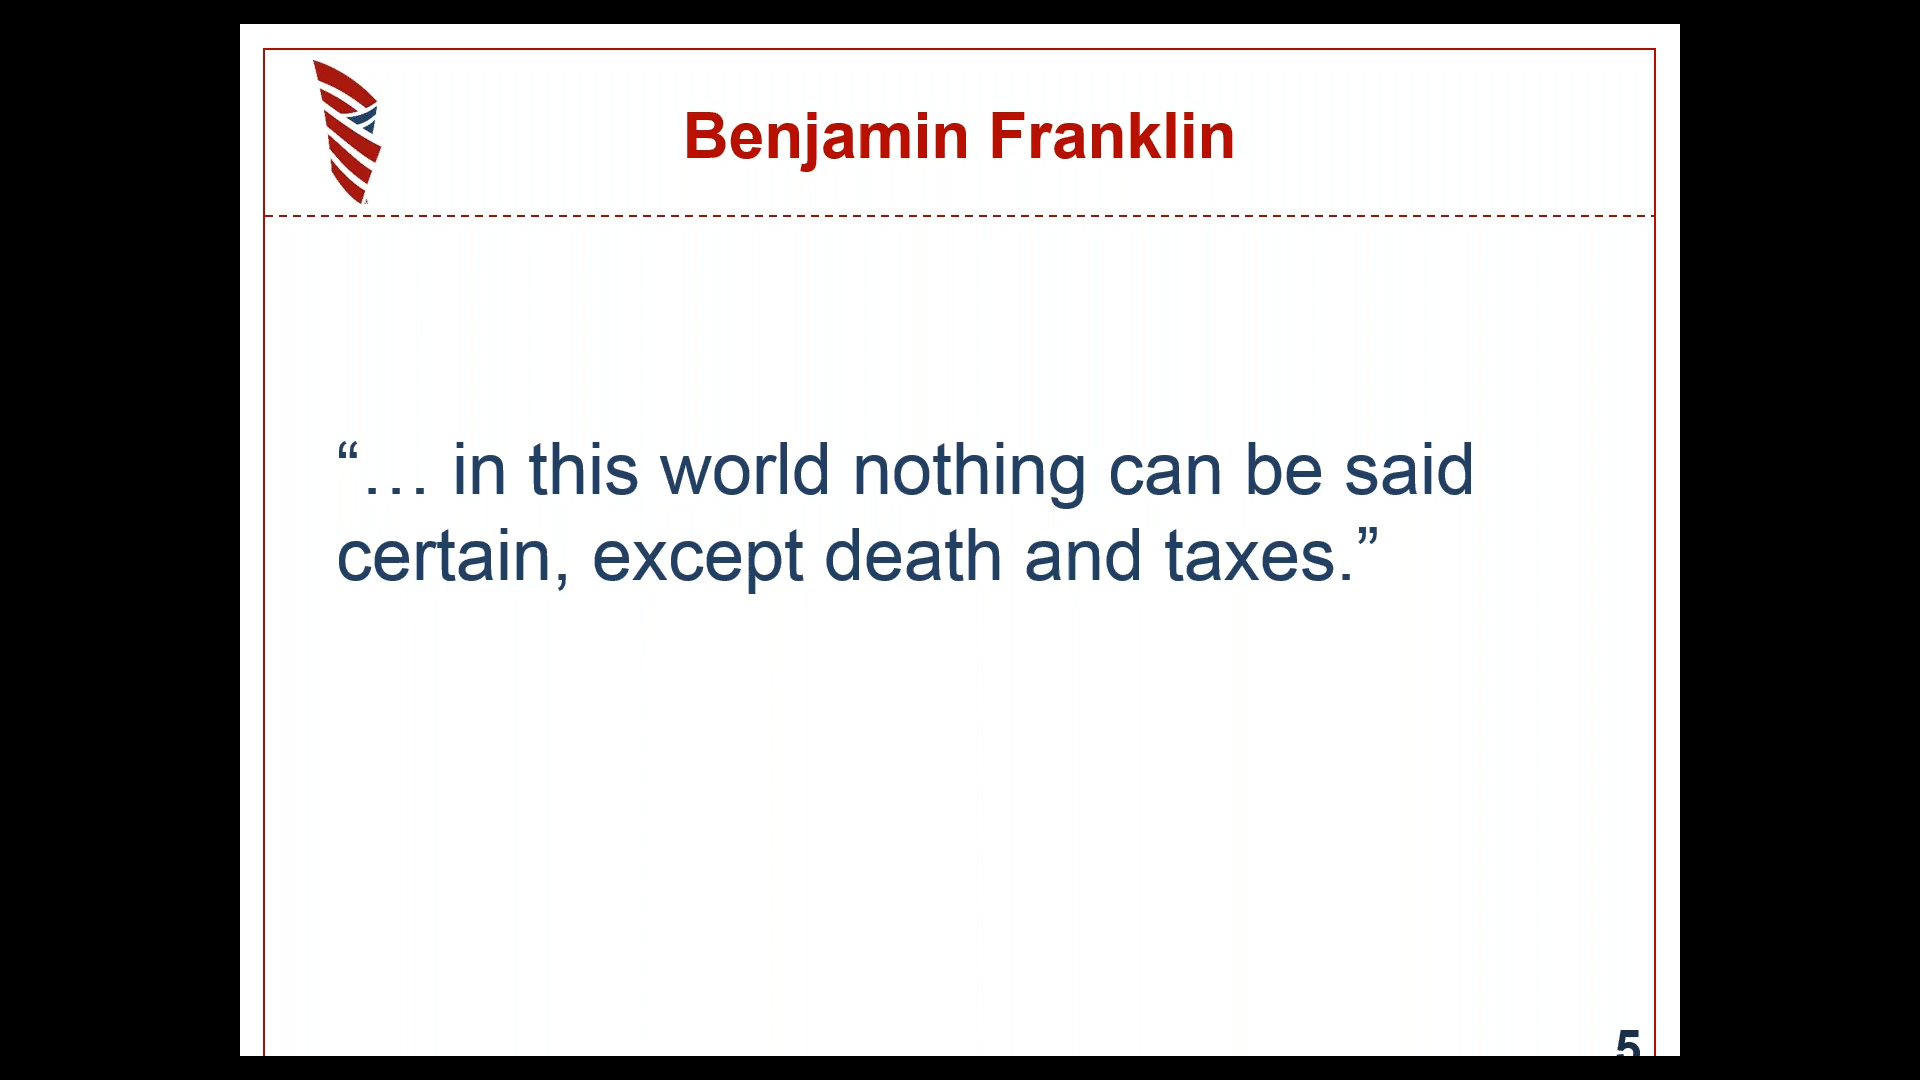 Benjamin Franklin
“… in this world nothing can be said
certain, except death and taxes.”
5